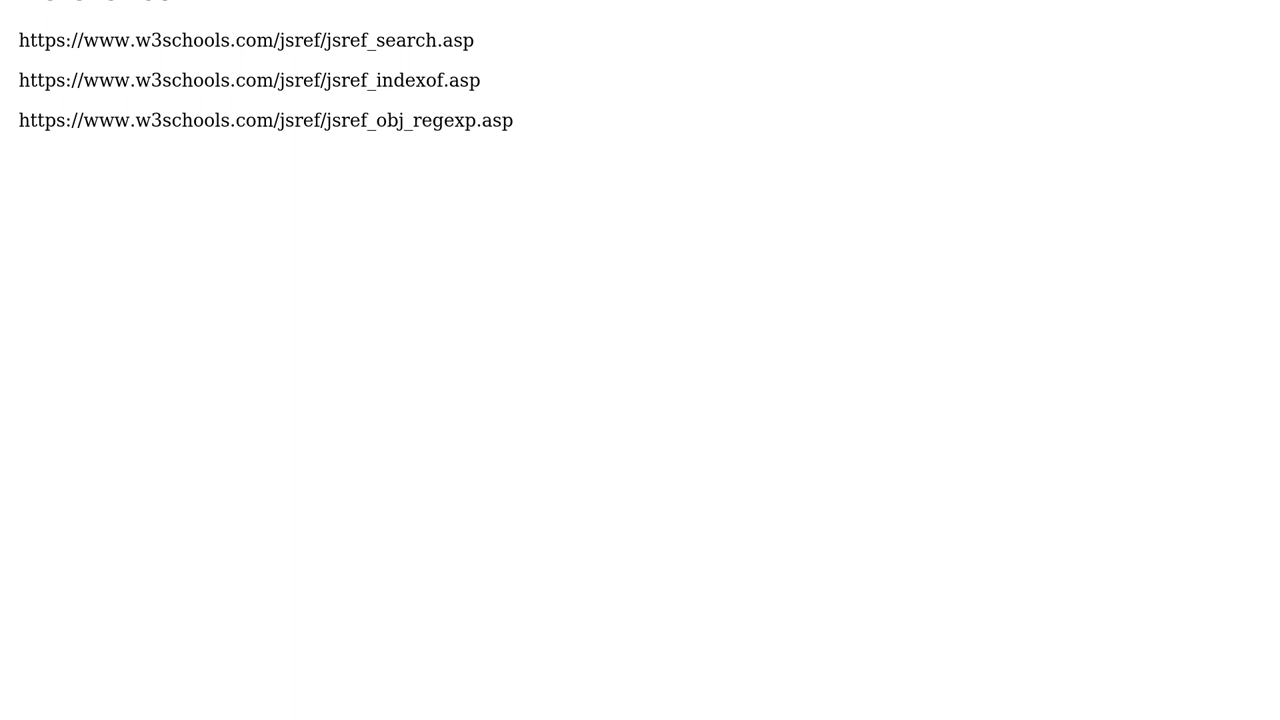 https://www.w3schools.com/jsref/jsref_search.asp
https://www.w3schools.com/jsref/jsref_indexof.asp
https://www.w3schools.com/jsref/jsref_obj_regexp.asp